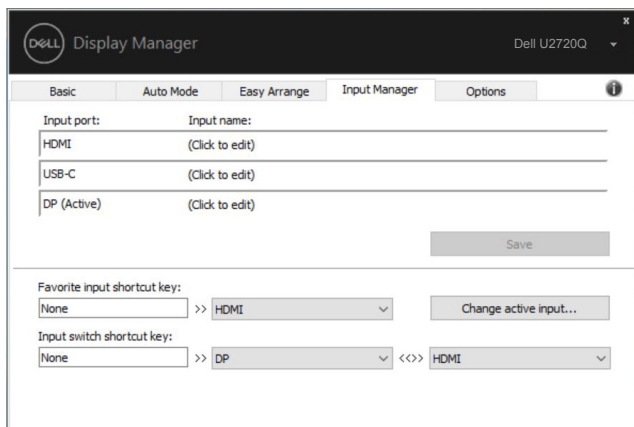 DELL Display Manager Dell U2720Q x
Basic Auto Mode Easy Arrange Input Manager Options i
Input port: Input name:
HDMI (Click to edit)
USB-C (Click to edit)
DP (Active) (Click to edit)
Save
Favorite input shortcut key:
None >> HDMI Change active input...
Input switch shortcut key:
None >> DP <<>> HDMI